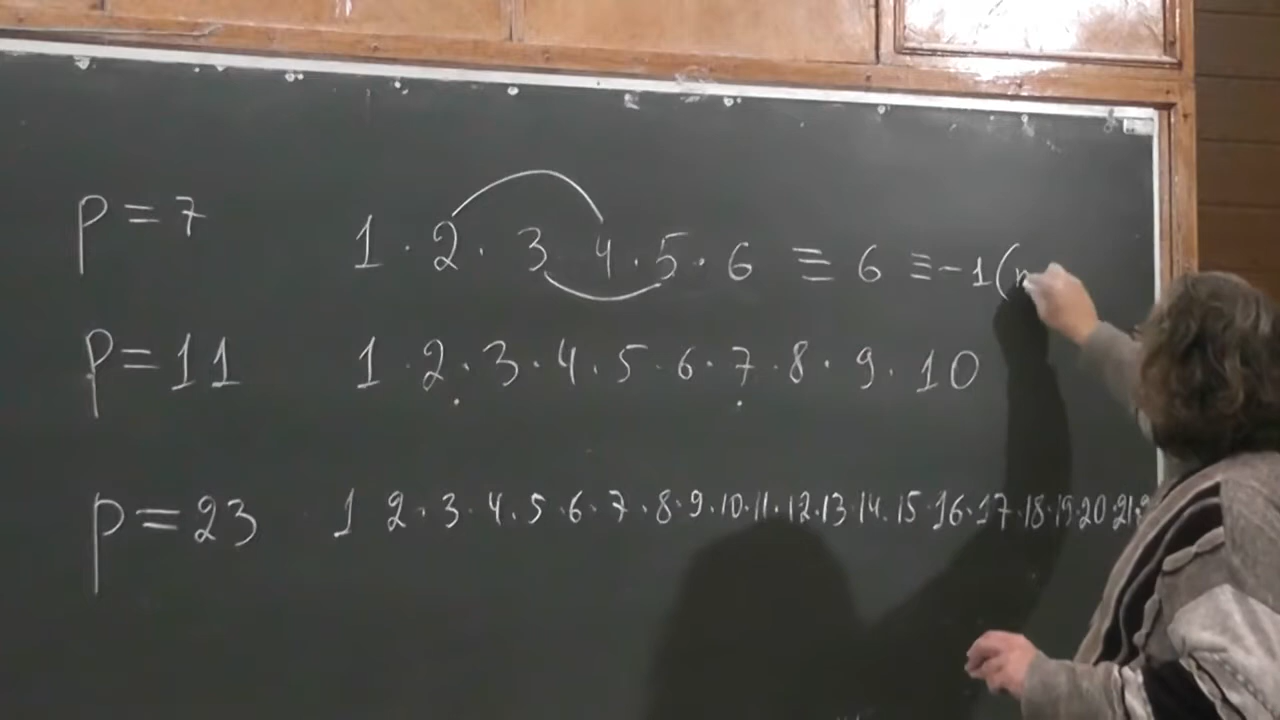 p = 7 1 · 2 · 3 4 · 5 · 6 ≡ 6 ≡ -1 (
p = 11 1 · 2 · 3 · 4 · 5 · 6 · 7 · 8 · 9 · 10
p = 23 1 2 · 3 · 4 · 5 · 6 · 7 · 8 · 9 · 10 · 11 · 12 · 13 · 14 · 15 · 16 · 17 · 18 · 19 · 20 · 21 ·